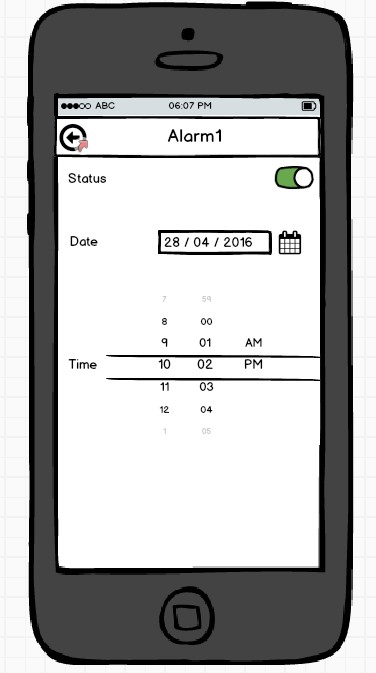 ABC 06:07 PM
Alarm1
Status
Date 28 / 04 / 2016
7 59
8 00
9 01 AM
Time 10 02 PM
11 03
12 04
1 05